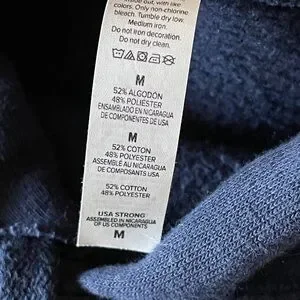 inside out, with like
colors. Only non-chlorine
bleach. Tumble dry low.
Medium iron.
Do not iron decoration.
Do not dry clean.
M
52% ALGODÓN
48% POLIÉSTER
ENSAMBLADO EN NICARAGUA
DE COMPONENTES DE USA
M
52% COTON
48% POLYESTER
ASSEMBLÉ AU NICARAGUA
DE COMPOSANTS USA
52% COTTON
48% POLYESTER
USA STRONG
ASSEMBLED IN NICARAGUA
OF US COMPONENTS
M